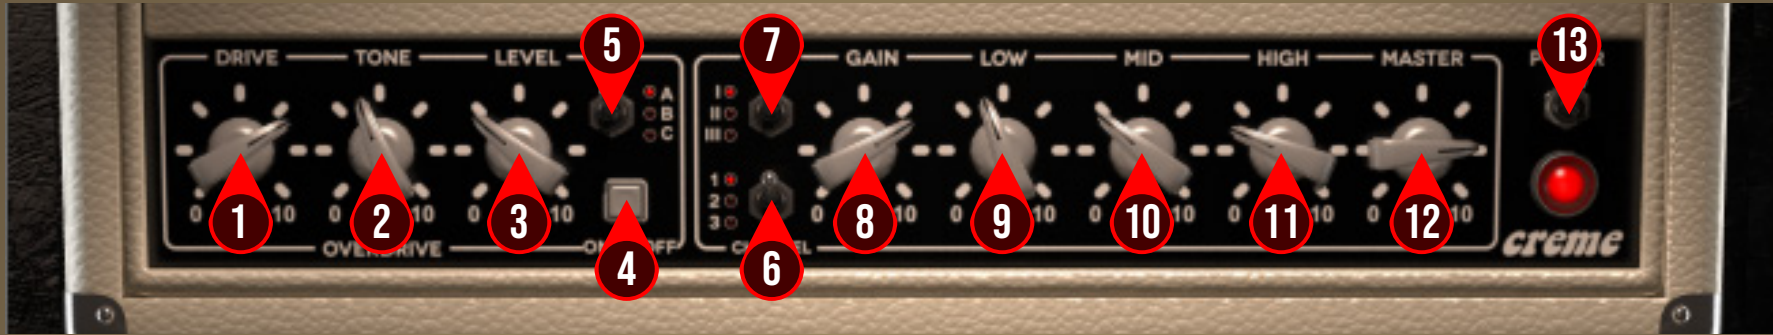 DRIVE TONE LEVEL GAIN LOW MID HIGH MASTER
5 7 13
A
B
C
I
II
III
1
2
3
0 10 0 10 0 10 0 10 0 10 0 10 0 10 0 10
1 2 3 4 6 8 9 10 11 12
OVERDRIVE
creme